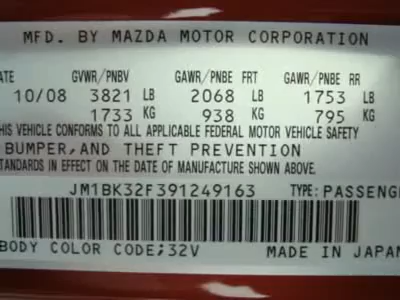 MFD. BY MAZDA MOTOR CORPORATION
ATE GVWR/PNBV GAWR/PNBE FRT GAWR/PNBE RR
10/08 3821 LB 2068 LB 1753 LB
1733 KG 938 KG 795 KG
HIS VEHICLE CONFORMS TO ALL APPLICABLE FEDERAL MOTOR VEHICLE SAFETY
BUMPER,AND THEFT PREVENTION
STANDARDS IN EFFECT ON THE DATE OF MANUFACTURE SHOWN ABOVE.
JM1BK32F391249163 TYPE:PASSENGE
BODY COLOR CODE;32V MADE IN JAPAN